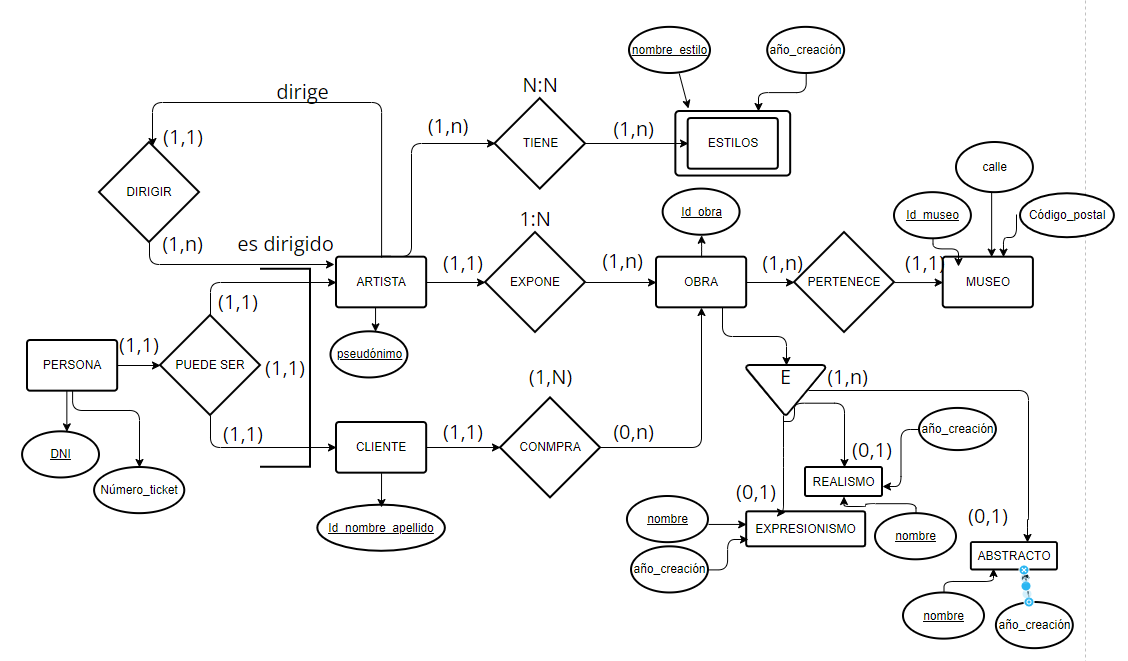 nombre_estilo
año_creación
dirige
N:N
(1,1)
(1,n)
TIENE
(1,n)
ESTILOS
DIRIGIR
calle
Id_obra
Id_museo
Código_postal
(1,n)
es dirigido
1:N
(1,1)
(1,n)
(1,n)
(1,1)
ARTISTA
EXPONE
OBRA
PERTENECE
MUSEO
(1,1)
(1,1)
pseudónimo
PERSONA
PUEDE SER
(1,1)
(1,N)
E
(1,n)
(1,1)
(1,1)
(0,n)
año_creación
DNI
CLIENTE
CONMPRA
(0,1)
Número_ticket
REALISMO
(0,1)
nombre
Id_nombre_apellido
EXPRESIONISMO
nombre
(0,1)
año_creación
ABSTRACTO
nombre
año_creación